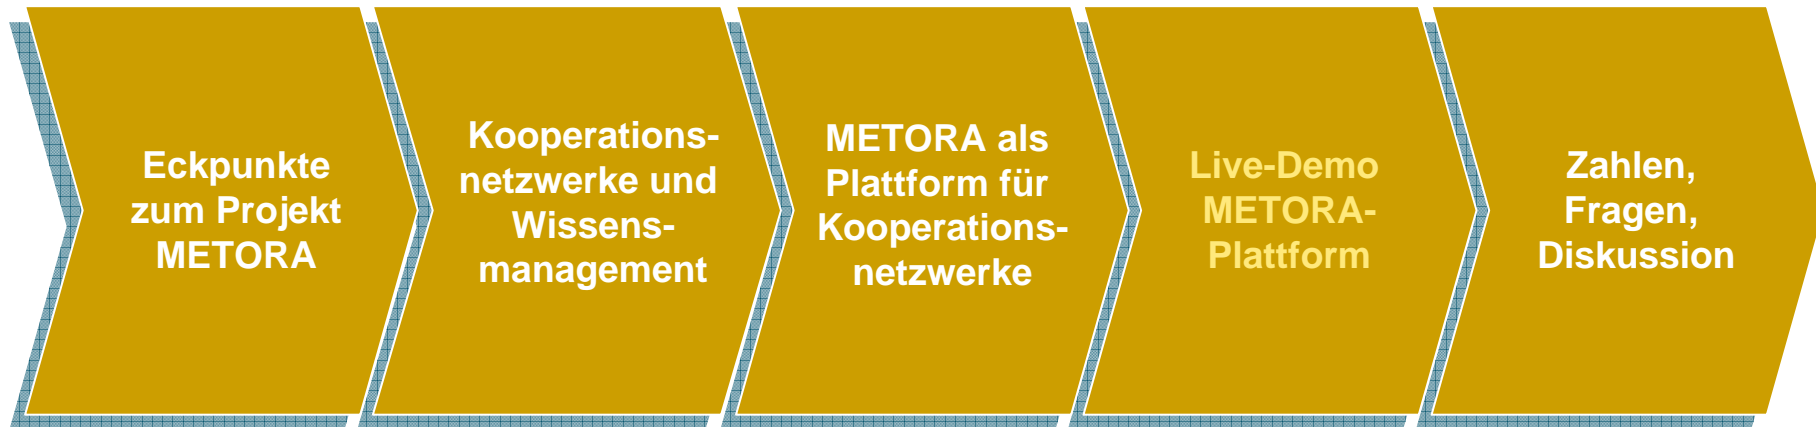 Eckpunkte
zum Projekt
METORA
Kooperations-
netzwerke und
Wissens-
management
METORA als
Plattform für
Kooperations-
netzwerke
Live-Demo
METORA-
Plattform
Zahlen,
Fragen,
Diskussion